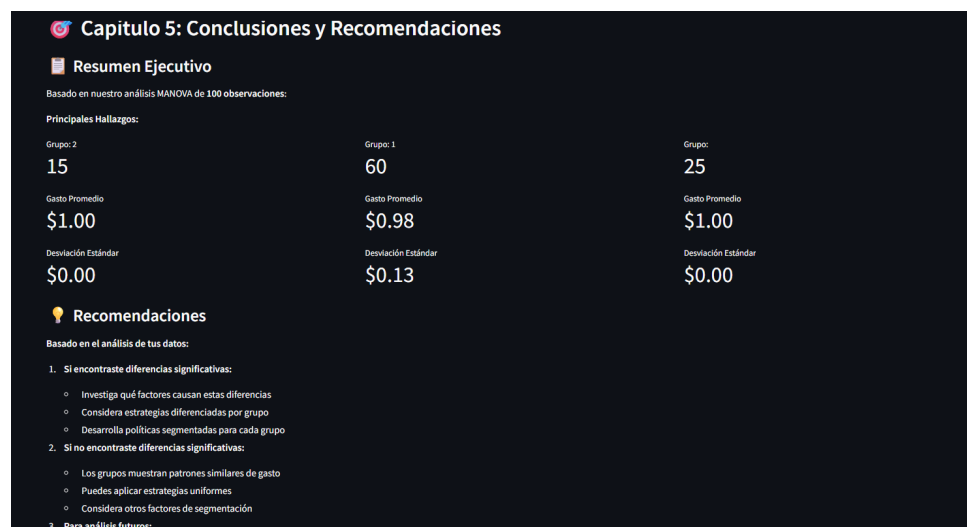 Capítulo 5: Conclusiones y Recomendaciones
Resumen Ejecutivo
Basado en nuestro análisis MANOVA de 100 observaciones:
Principales Hallazgos:
Grupo: 2
15
Gasto Promedio
$1.00
Desviación Estándar
$0.00
Grupo: 1
60
Gasto Promedio
$0.98
Desviación Estándar
$0.13
Grupo:
25
Gasto Promedio
$1.00
Desviación Estándar
$0.00
Recomendaciones
Basado en el análisis de tus datos:
1. Si encontraste diferencias significativas:
Investiga qué factores causan estas diferencias
Considera estrategias diferenciadas por grupo
Desarrolla políticas segmentadas para cada grupo
2. Si no encontraste diferencias significativas:
Los grupos muestran patrones similares de gasto
Puedes aplicar estrategias uniformes
Considera otros factores de segmentación
3. Para análisis futuros: